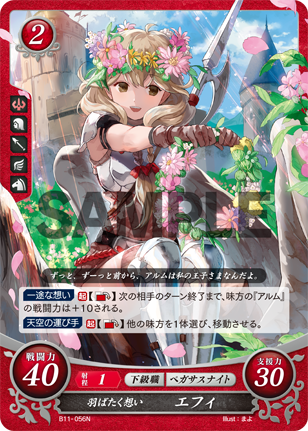 2
SAMPLE
ずっと、ずーっと前から、アルムは私の王子さまなんだよ。
一途な想い 起【】次の相手のターン終了まで、味方の『アルム』
の戦闘力は+10される。
天空の運び手 起【】他の味方を1体選び、移動させる。
戦闘力
40
射程 1 下級職 ペガサスナイト
支援力
30
羽ばたく想い エフィ
B11-056N
Illust:まよ